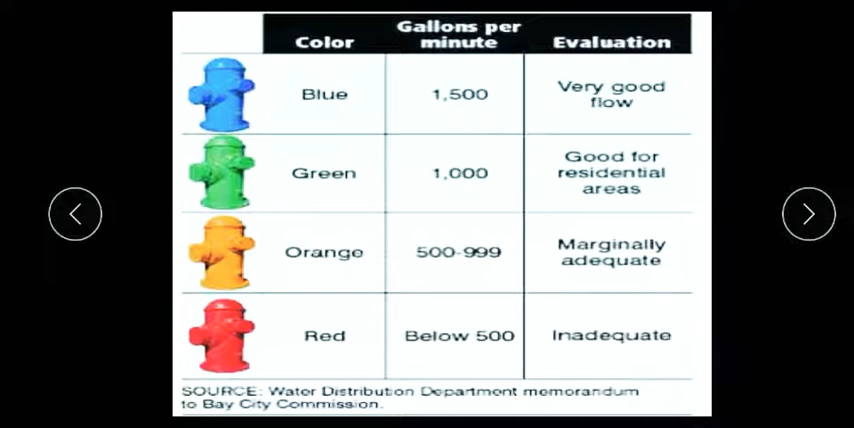 Color Gallons per minute Evaluation
Blue 1,500 Very good flow
Green 1,000 Good for residential areas
Orange 500-999 Marginally adequate
Red Below 500 Inadequate
SOURCE: Water Distribution Department memorandum
to Bay City Commission.